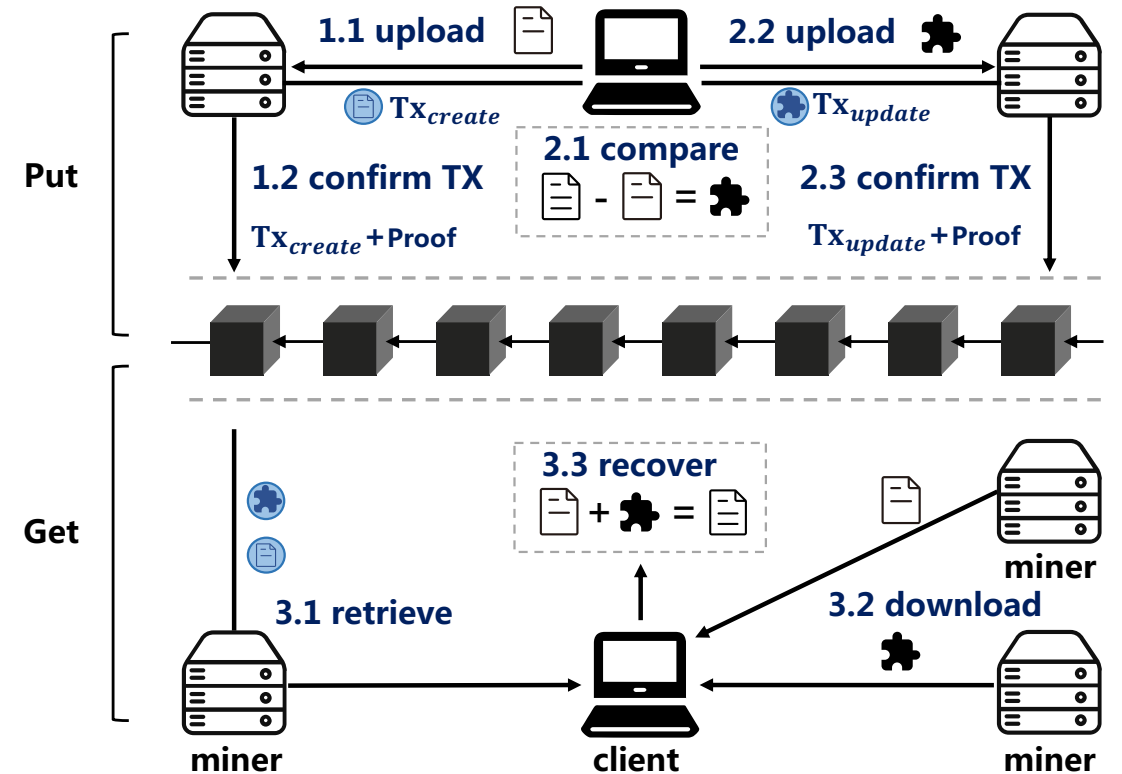 1.1 upload
2.2 upload
Tx_create
Tx_update
2.1 compare
Put
1.2 confirm TX
2.3 confirm TX
- =
Tx_create + Proof
Tx_update + Proof
3.3 recover
+ =
Get
miner
3.1 retrieve
3.2 download
miner
client
miner